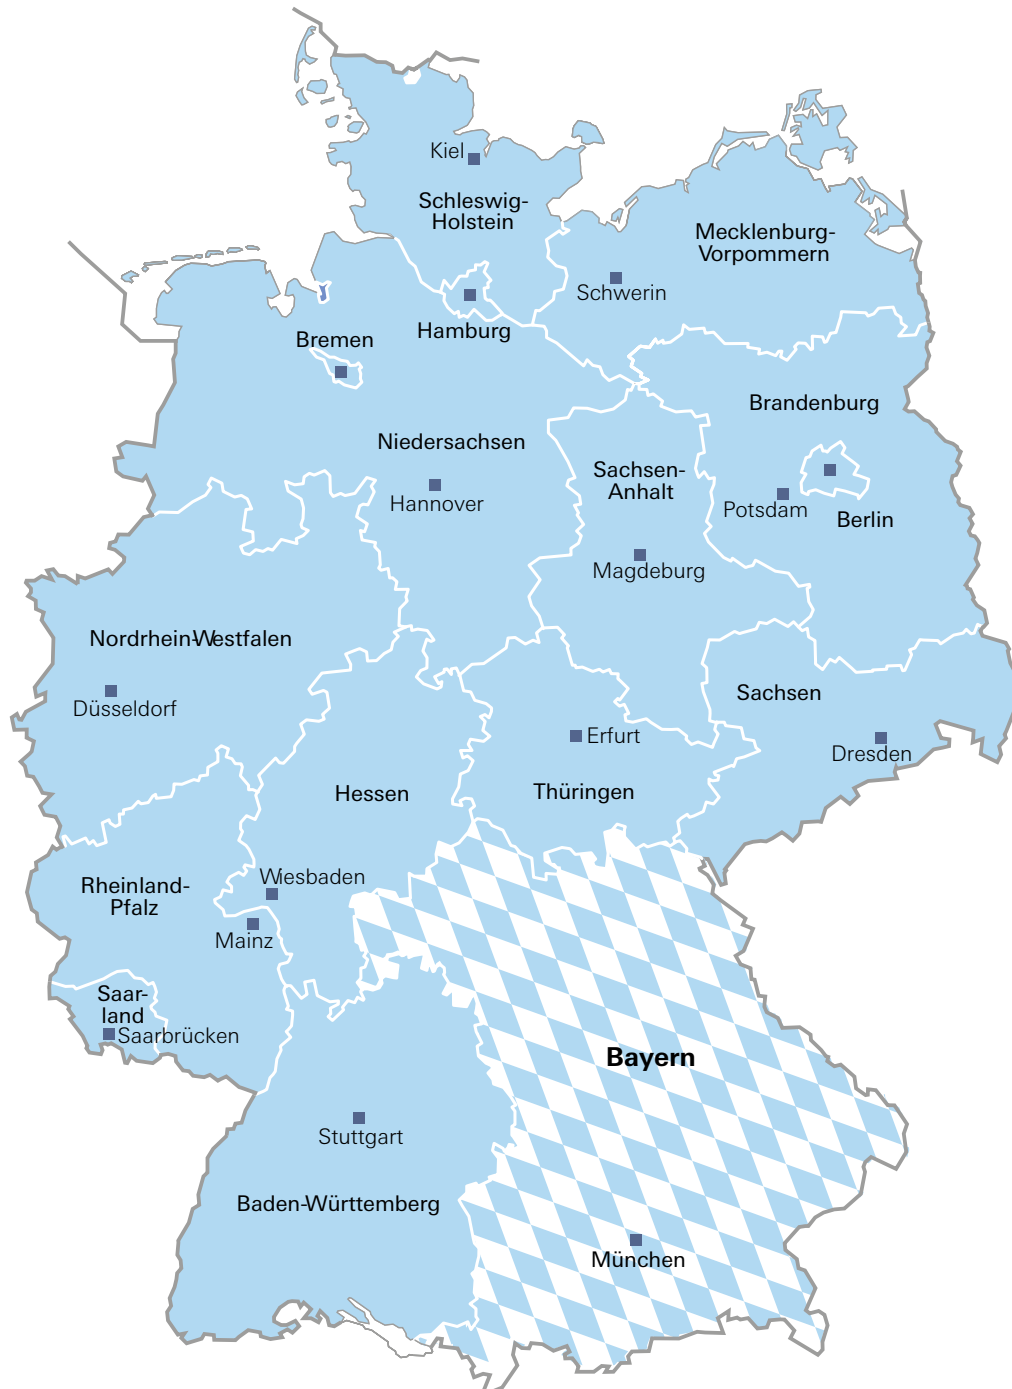 Kiel
Schleswig-
Holstein
Mecklenburg-
Vorpommern
Schwerin
Hamburg
Bremen
Brandenburg
Niedersachsen
Sachsen-
Anhalt
Hannover
Potsdam
Berlin
Magdeburg
Nordrhein-Westfalen
Sachsen
Düsseldorf
Erfurt
Dresden
Hessen
Thüringen
Wiesbaden
Rheinland-
Pfalz
Mainz
Saar-
land
Saarbrücken
Bayern
Stuttgart
Baden-Württemberg
München